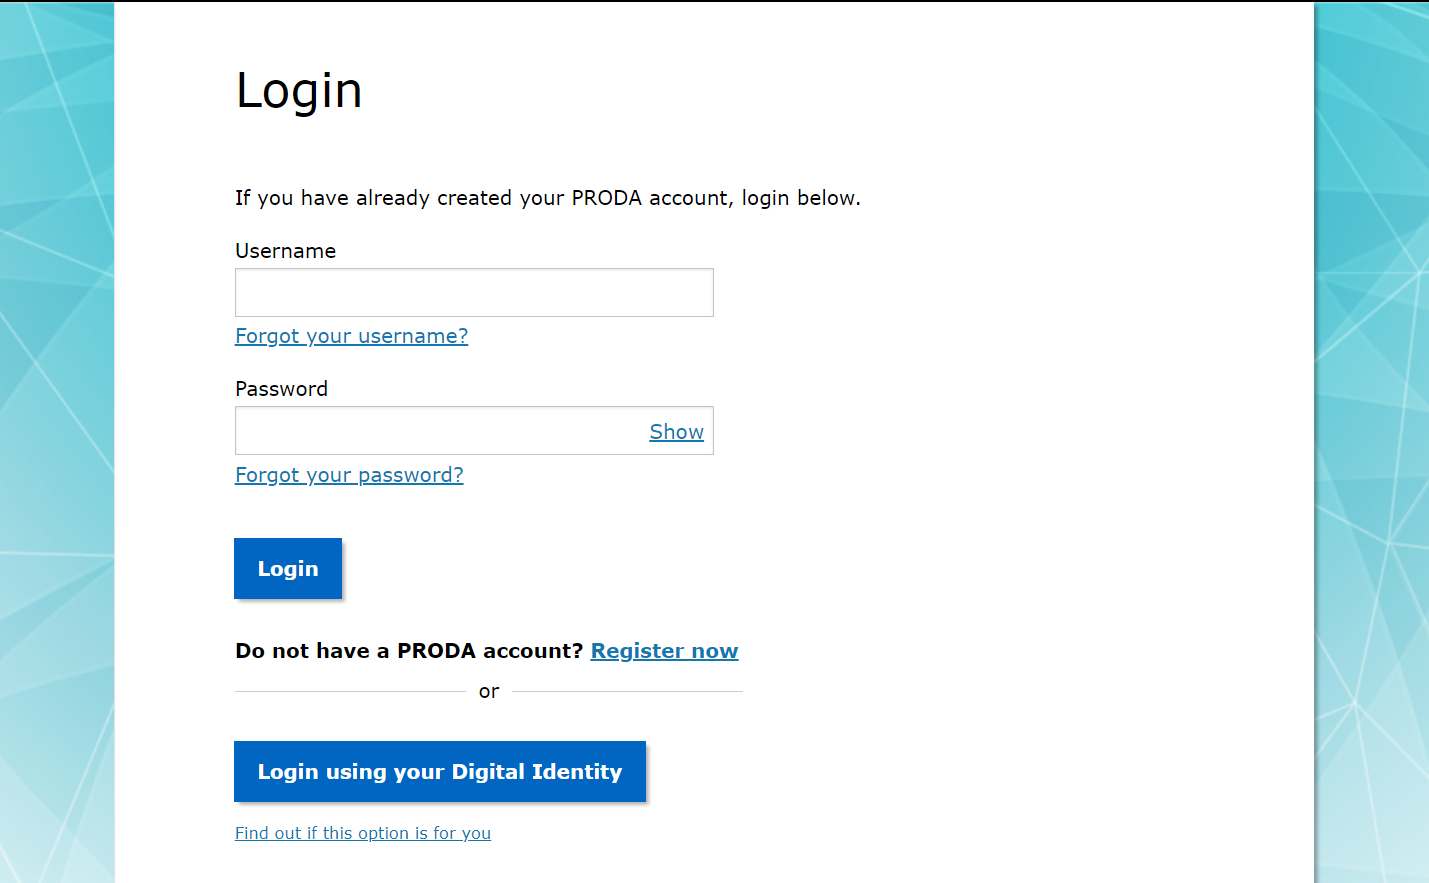 Login
If you have already created your PRODA account, login below.
Username
Forgot your username?
Password
Show
Forgot your password?
Login
Do not have a PRODA account? Register now
or
Login using your Digital Identity
Find out if this option is for you